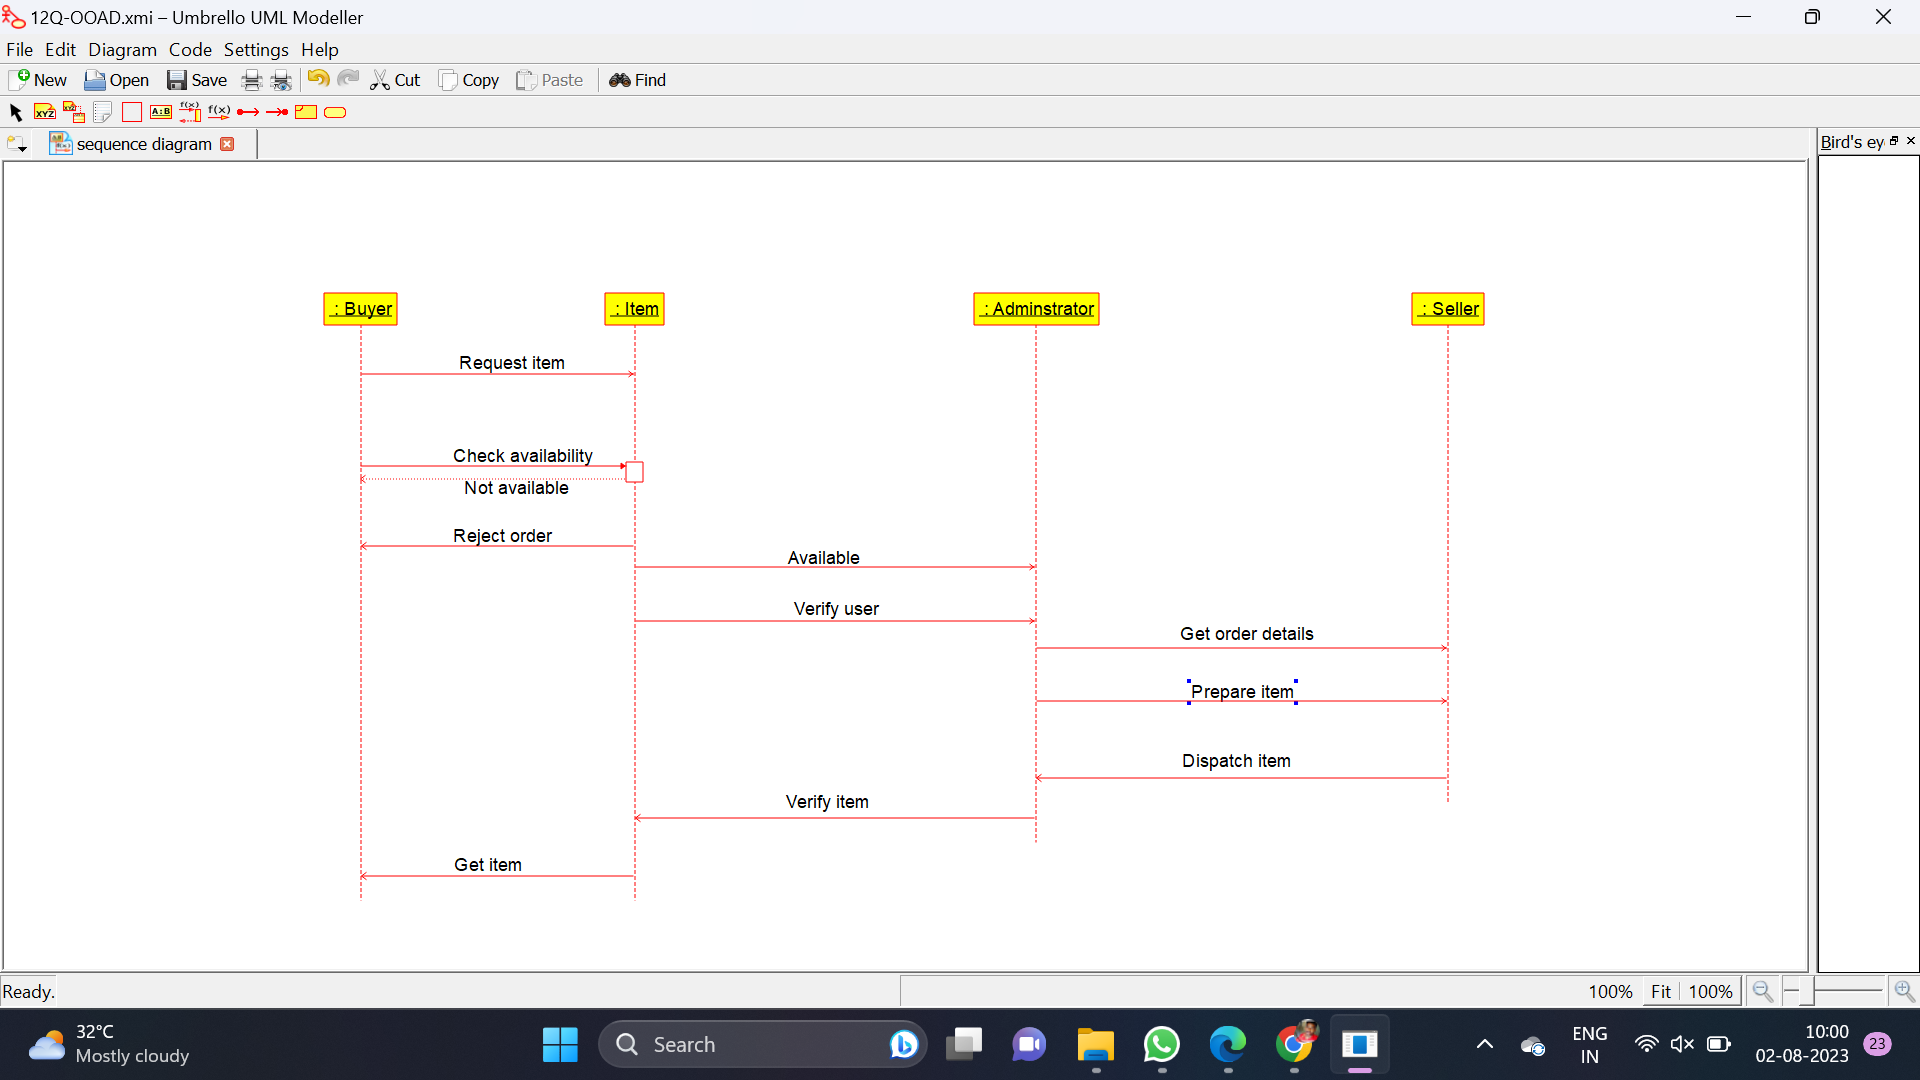 12Q-OOAD.xmi – Umbrello UML Modeller
File Edit Diagram Code Settings Help
New Open Save Cut Copy Paste Find
XYZ XYZ A:B f(x) f(x)
sequence diagram
Bird's ey
: Buyer : Item : Adminstrator : Seller
Request item
Check availability
Not available
Reject order
Available
Verify user
Get order details
Prepare item
Dispatch item
Verify item
Get item
Ready. 100% Fit 100%
32°C
Mostly cloudy
Search
ENG
IN
10:00
02-08-2023
23